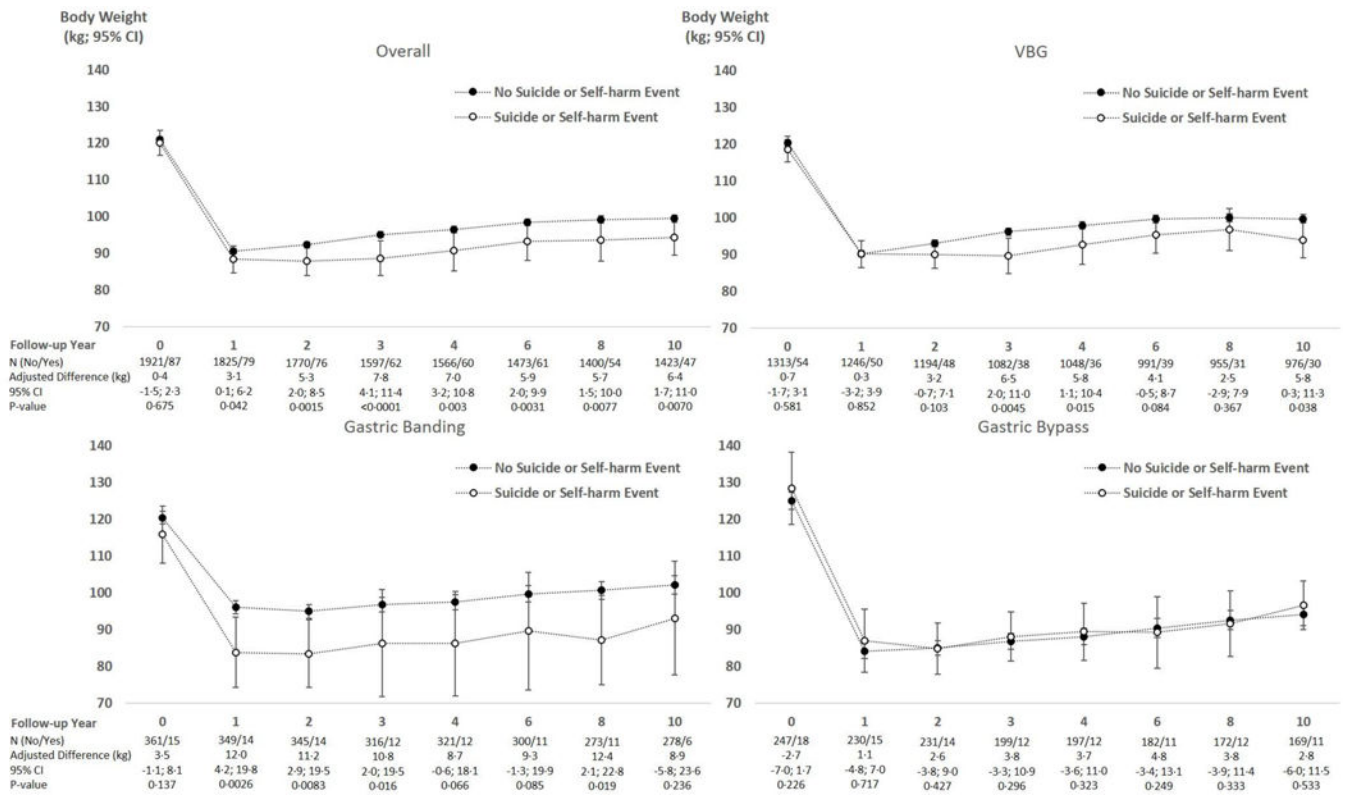 Body Weight
(kg; 95% CI)
Overall
140
130
120
110
100
90
80
70
No Suicide or Self-harm Event
Suicide or Self-harm Event
Follow-up Year 0 1 2 3 4 6 8 10
N (No/Yes) 1921/87 1825/79 1770/76 1597/62 1566/60 1473/61 1400/54 1423/47
Adjusted Difference (kg) 0·4 3·1 5·3 7·8 7·0 5·9 5·7 6·4
95% CI -1·5; 2·3 0·1; 6·2 2·0; 8·5 4·1; 11·4 3·2; 10·8 2·0; 9·9 1·5; 10·0 1·7; 11·0
P-value 0·675 0·042 0·0015 <0·0001 0·003 0·0031 0·0077 0·0070
Body Weight
(kg; 95% CI)
VBG
140
130
120
110
100
90
80
70
No Suicide or Self-harm Event
Suicide or Self-harm Event
0 1 2 3 4 6 8 10
1313/54 1246/50 1194/48 1082/38 1048/36 991/39 955/31 976/30
0·7 0·3 3·2 6·5 5·8 4·1 2·5 5·8
-1·7; 3·1 -3·2; 3·9 -0·7; 7·1 2·0; 11·0 1·1; 10·4 -0·5; 8·7 -2·9; 7·9 0·3; 11·3
0·581 0·852 0·103 0·0045 0·015 0·084 0·367 0·038
Gastric Banding
140
130
120
110
100
90
80
70
No Suicide or Self-harm Event
Suicide or Self-harm Event
Follow-up Year 0 1 2 3 4 6 8 10
N (No/Yes) 361/15 349/14 345/14 316/12 321/12 300/11 273/11 278/6
Adjusted Difference (kg) 3·5 12·0 11·2 10·8 8·7 9·3 12·4 8·9
95% CI -1·1; 8·1 4·2; 19·8 2·9; 19·5 2·0; 19·5 -0·6; 18·1 -1·3; 19·9 2·1; 22·8 -5·8; 23·6
P-value 0·137 0·0026 0·0083 0·016 0·066 0·085 0·019 0·236
Gastric Bypass
140
130
120
110
100
90
80
70
No Suicide or Self-harm Event
Suicide or Self-harm Event
0 1 2 3 4 6 8 10
247/18 230/15 231/14 199/12 197/12 182/11 172/12 169/11
-2·7 1·1 2·6 3·8 3·7 4·8 3·8 2·8
-7·0; 1·7 -4·8; 7·0 -3·8; 9·0 -3·3; 10·9 -3·6; 11·0 -3·4; 13·1 -3·9; 11·4 -6·0; 11·5
0·226 0·717 0·427 0·296 0·323 0·249 0·333 0·533